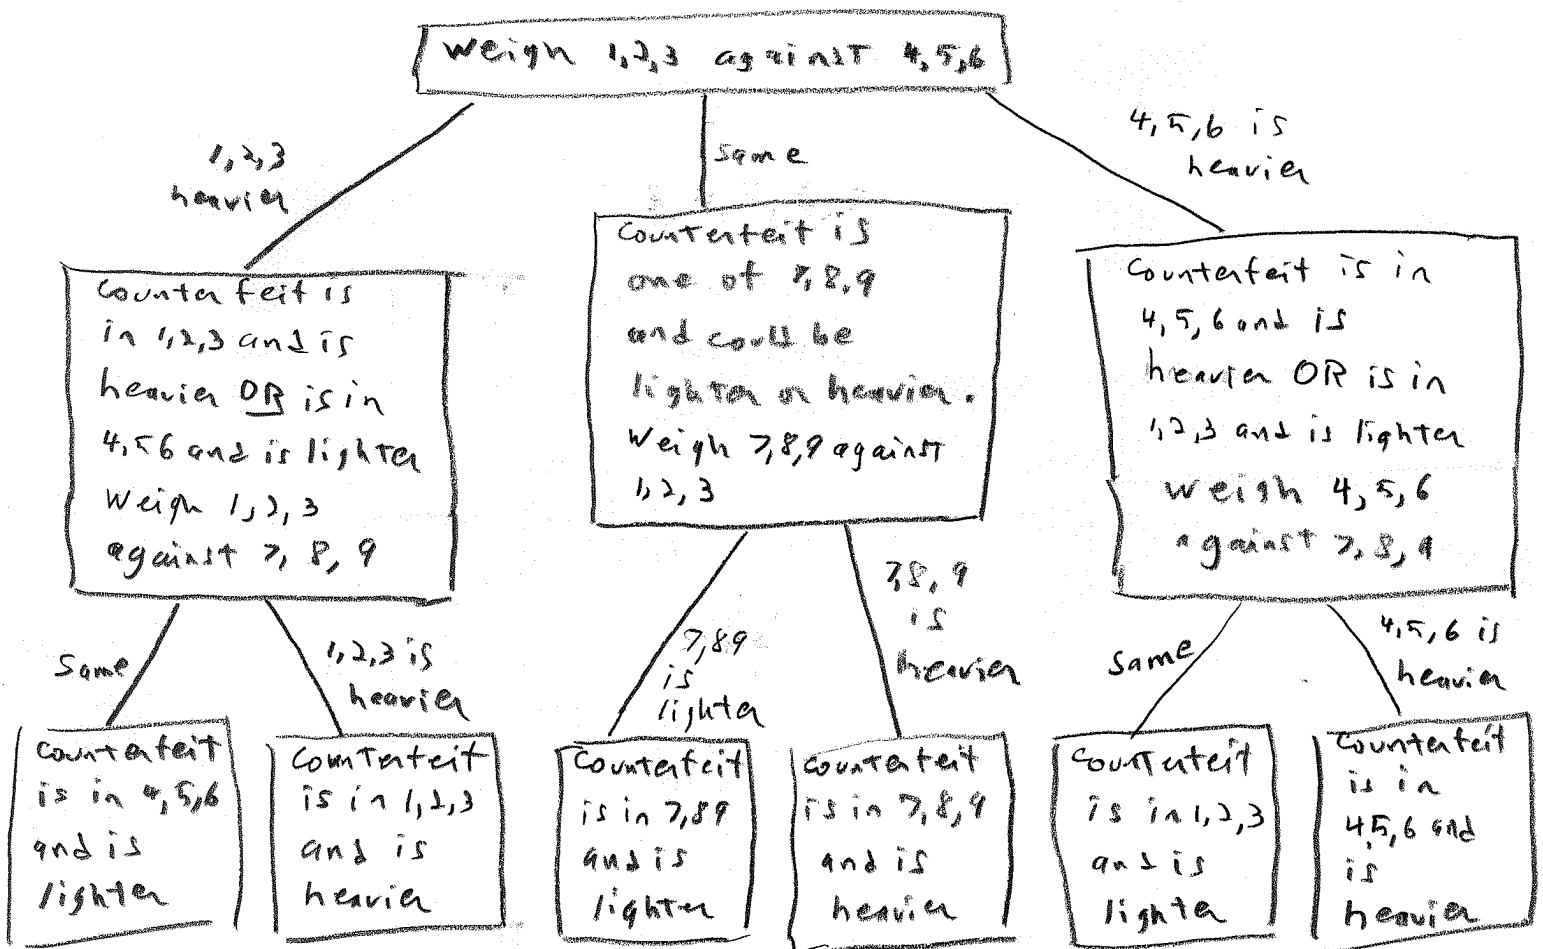 Weigh 1,2,3 against 4,5,6
1,2,3
heavier
same
4,5,6 is
heavier
Counterfeit is
in 1,2,3 and is
heavier OR is in
4,56 and is lighter
Weigh 1,2,3
against 7, 8, 9
Counterfeit is
one of 7,8,9
and could be
lighter or heavier.
Weigh 7,8,9 against
1, 2, 3
Counterfeit is in
4,5,6 and is
heavier OR is in
1,2,3 and is lighter
weigh 4,5,6
against 7,8,9
Same
1,2,3 is
heavier
7,89
is
lighter
7,8,9
is
heavier
same
4,5,6 is
heavier
Counterfeit
is in 4,5,6
and is
lighter
Counterfeit
is in 1,2,3
and is
heavier
Counterfeit
is in 7,89
and is
lighter
Counterfeit
is in 7,8,9
and is
heavier
Counterfeit
is in 1,2,3
and is
lighter
Counterfeit
is in
4,5,6 and
is
heavier